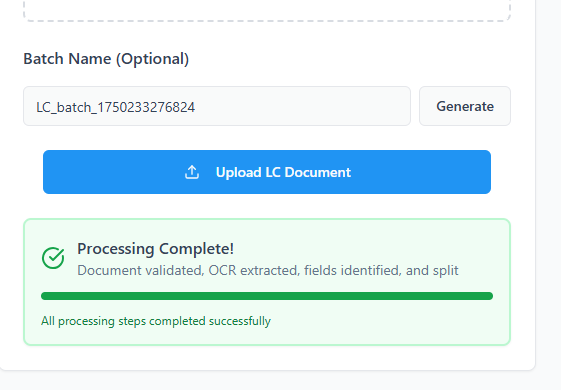 Batch Name (Optional)
LC_batch_1750233276824
Generate
Upload LC Document
Processing Complete!
Document validated, OCR extracted, fields identified, and split
All processing steps completed successfully